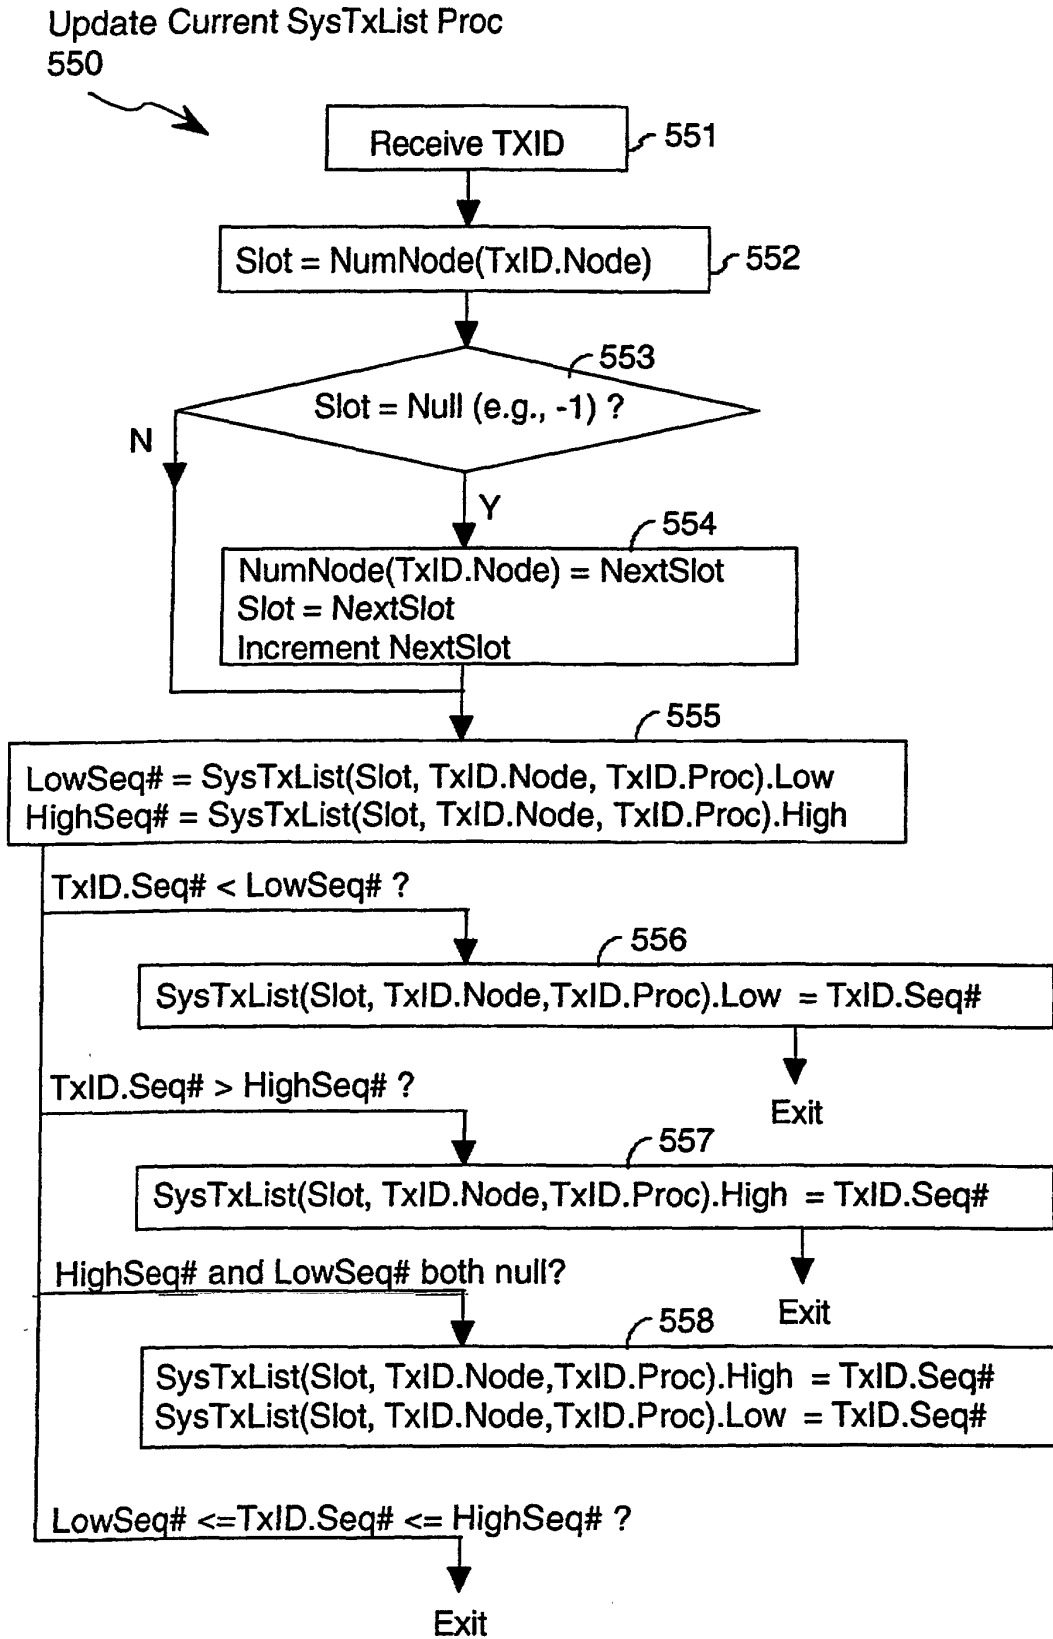 Update Current SysTxList Proc
550
Receive TXID
551
Slot = NumNode(TxID.Node)
552
553
Slot = Null (e.g., -1) ?
N
Y
554
NumNode(TxID.Node) = NextSlot
Slot = NextSlot
Increment NextSlot
555
LowSeq# = SysTxList(Slot, TxID.Node, TxID.Proc).Low
HighSeq# = SysTxList(Slot, TxID.Node, TxID.Proc).High
TxID.Seq# < LowSeq# ?
556
SysTxList(Slot, TxID.Node,TxID.Proc).Low = TxID.Seq#
TxID.Seq# > HighSeq# ?
Exit
557
SysTxList(Slot, TxID.Node,TxID.Proc).High = TxID.Seq#
HighSeq# and LowSeq# both null?
Exit
558
SysTxList(Slot, TxID.Node,TxID.Proc).High = TxID.Seq#
SysTxList(Slot, TxID.Node,TxID.Proc).Low = TxID.Seq#
LowSeq# <=TxID.Seq# <= HighSeq# ?
Exit